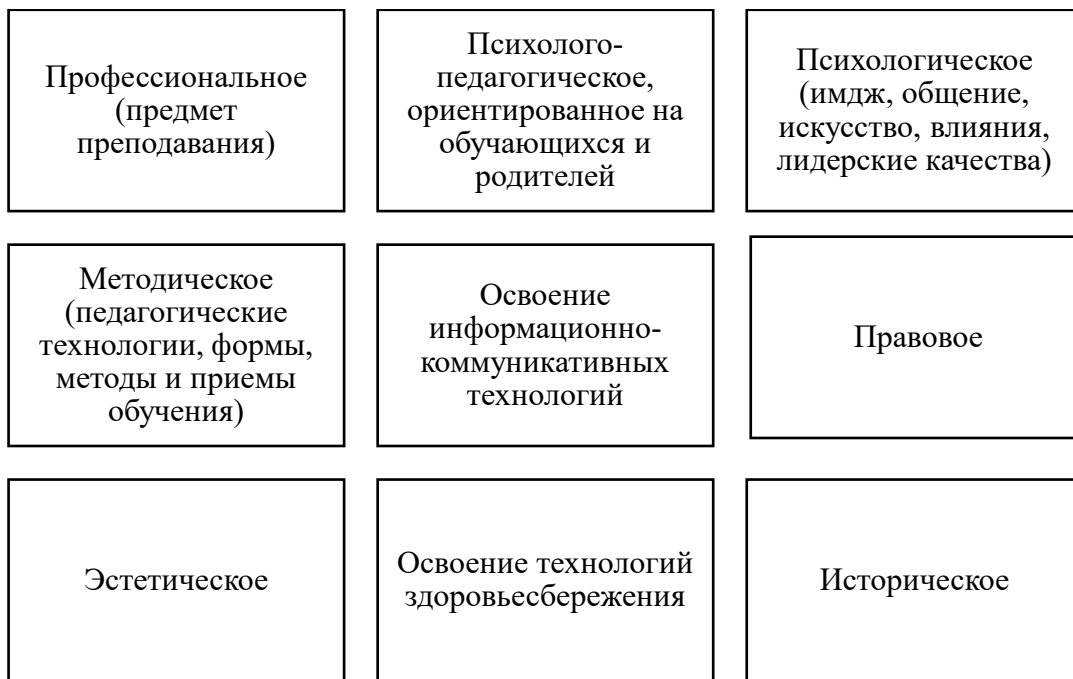 Профессиональное
(предмет
преподавания)
Психолого-
педагогическое,
ориентированное на
обучающихся и
родителей
Психологическое
(имдж, общение,
искусство, влияния,
лидерские качества)
Методическое
(педагогические
технологии, формы,
методы и приемы
обучения)
Освоение
информационно-
коммуникативных
технологий
Правовое
Эстетическое
Освоение технологий
здоровьесбережения
Историческое